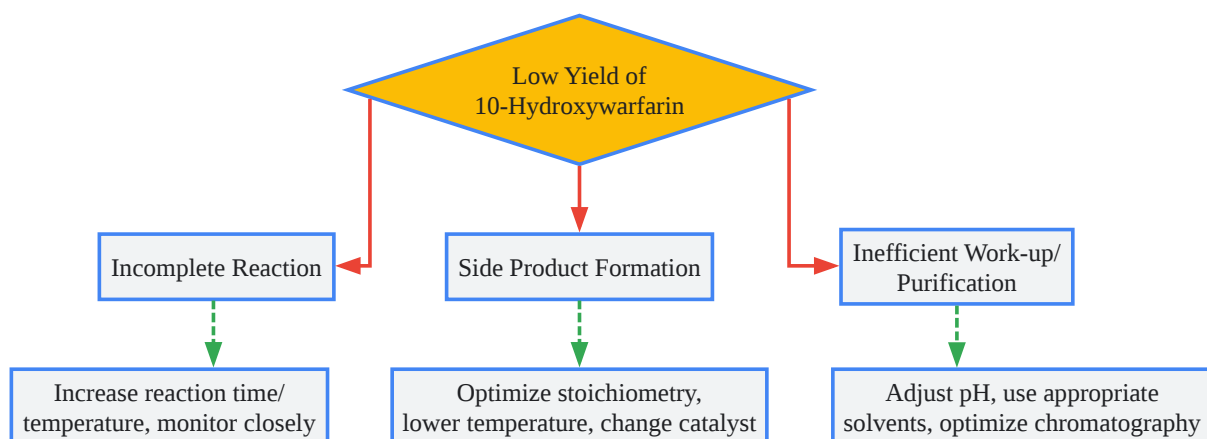 Low Yield of
10-Hydroxywarfarin
Incomplete Reaction
Side Product Formation
Inefficient Work-up/
Purification
Increase reaction time/
temperature, monitor closely
Optimize stoichiometry,
lower temperature, change catalyst
Adjust pH, use appropriate
solvents, optimize chromatography